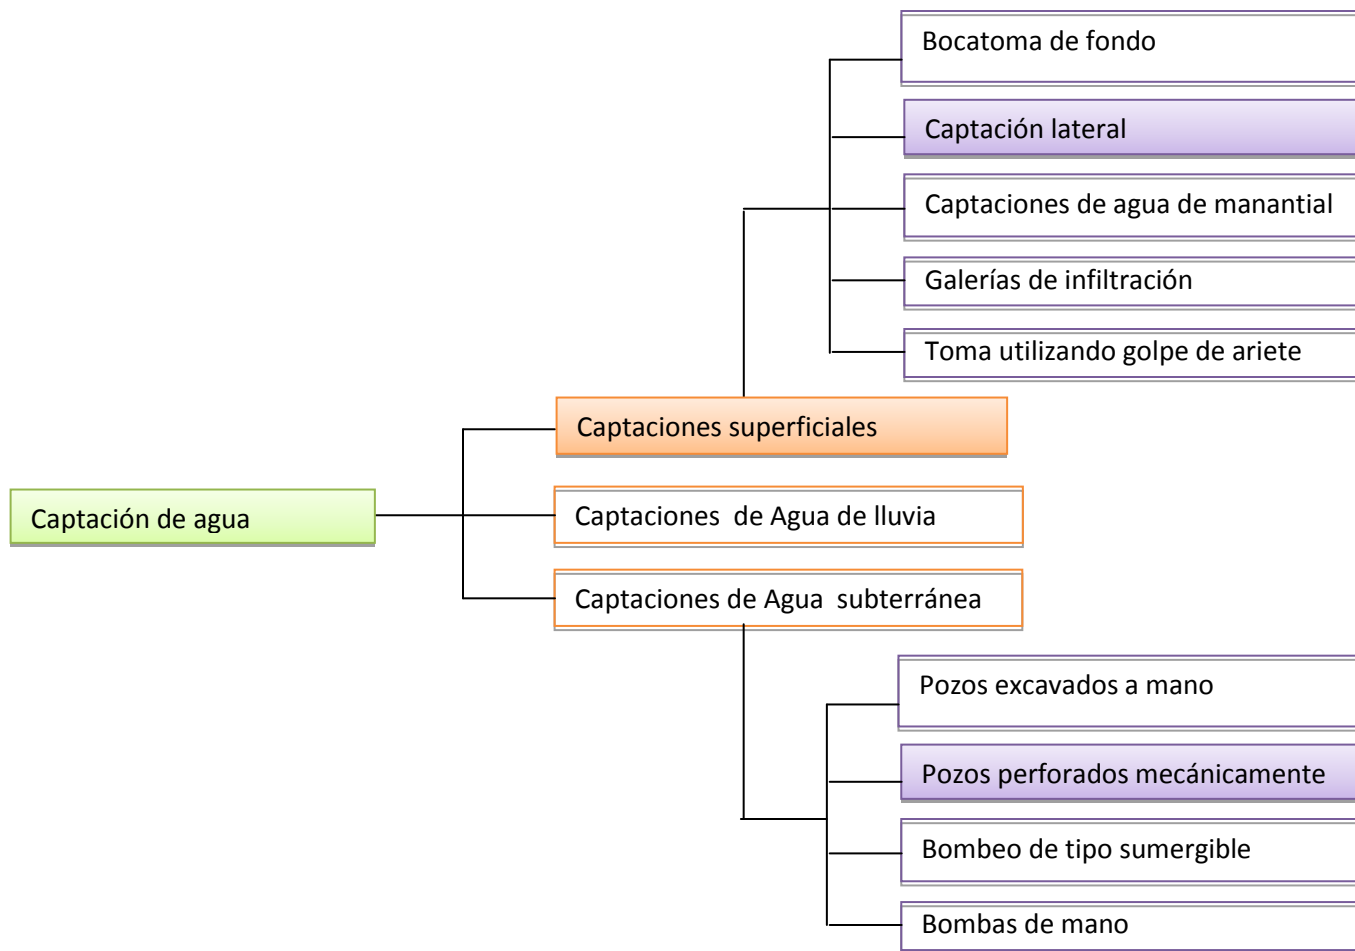 Bocatoma de fondo
Captación lateral
Captaciones de agua de manantial
Galerías de infiltración
Toma utilizando golpe de ariete
Captaciones superficiales
Captación de agua
Captaciones de Agua de lluvia
Captaciones de Agua subterránea
Pozos excavados a mano
Pozos perforados mecánicamente
Bombeo de tipo sumergible
Bombas de mano